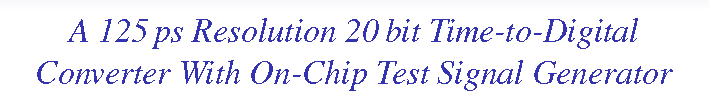 A 125 ps Resolution 20 bit Time-to-Digital
Converter With On-Chip Test Signal Generator